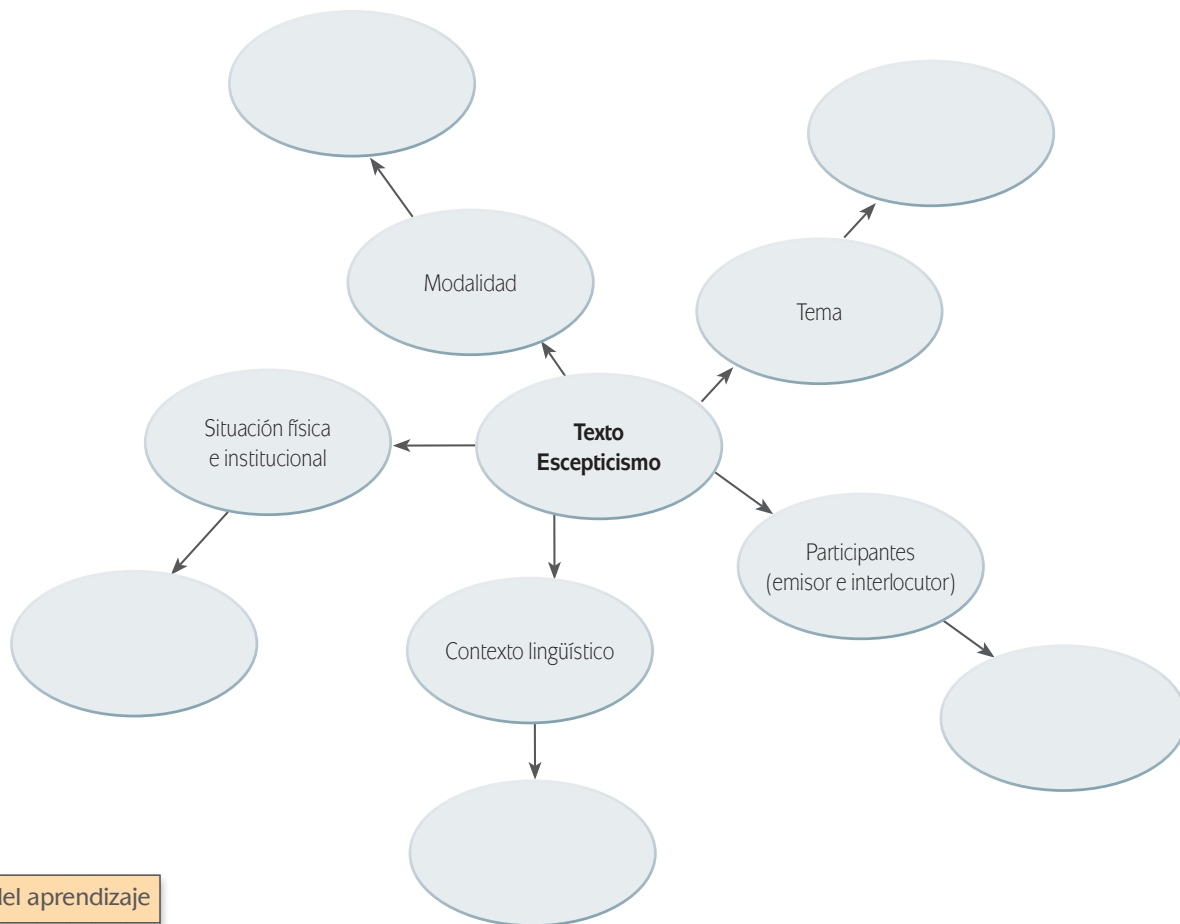 Modalidad
Tema
Situación física
e institucional
Texto
Escepticismo
Participantes
(emisor e interlocutor)
Contexto lingüístico
del aprendizaje